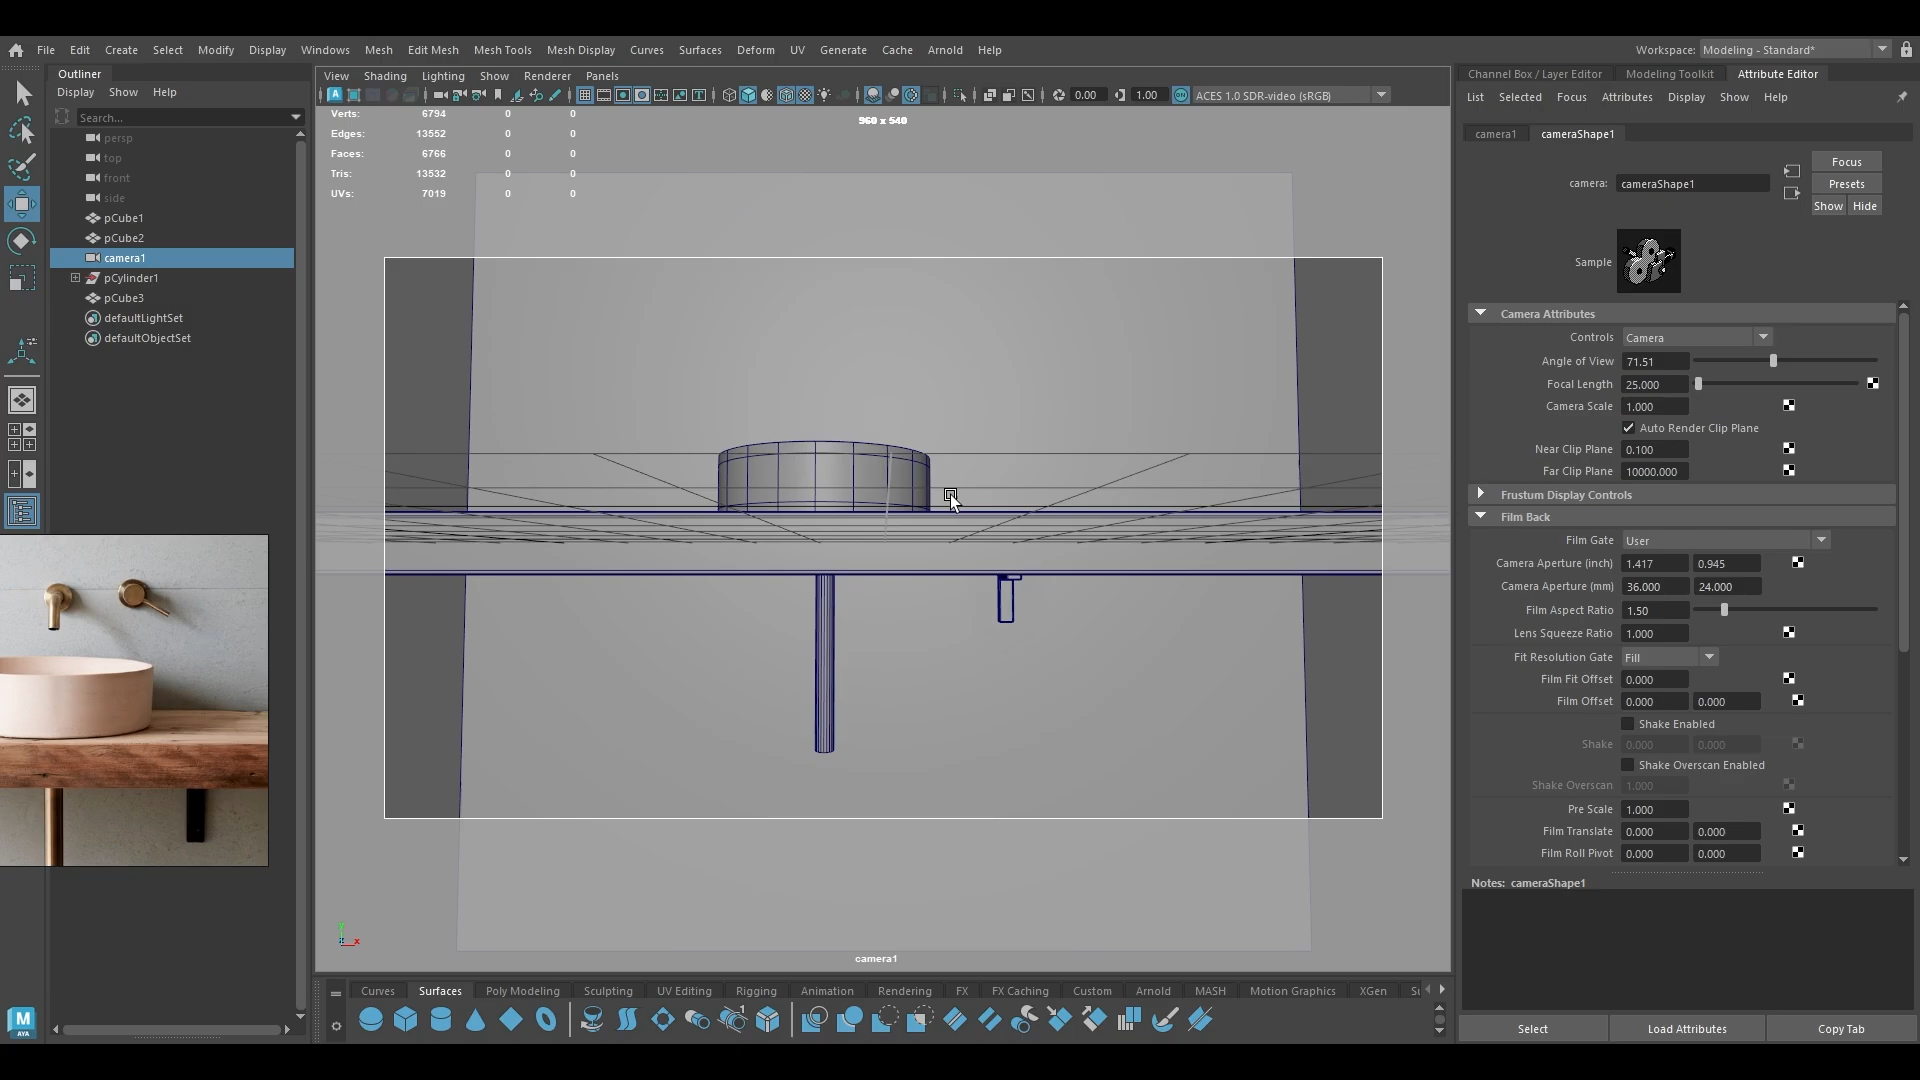 File Edit Create Select Modify Display Windows Mesh Edit Mesh Mesh Tools Mesh Display Curves Surfaces Deform UV Generate Cache Arnold Help
Workspace: Modeling - Standard*
Outliner
Display Show Help
Search...
persp
top
front
side
pCube1
pCube2
camera1
pCylinder1
pCube3
defaultLightSet
defaultObjectSet
View Shading Lighting Show Renderer Panels
0.00 1.00 ON ACES 1.0 SDR-video (sRGB)
Verts: 6794 0 0
Edges: 13552 0 0
Faces: 6766 0 0
Tris: 13532 0 0
UVs: 7019 0 0
960 x 540
camera1
Channel Box / Layer Editor Modeling Toolkit Attribute Editor
List Selected Focus Attributes Display Show Help
camera1 cameraShape1
camera: cameraShape1
Focus
Presets
Show Hide
Sample
Camera Attributes
Controls Camera
Angle of View 71.51
Focal Length 25.000
Camera Scale 1.000
Auto Render Clip Plane
Near Clip Plane 0.100
Far Clip Plane 10000.000
Frustum Display Controls
Film Back
Film Gate User
Camera Aperture (inch) 1.417 0.945
Camera Aperture (mm) 36.000 24.000
Film Aspect Ratio 1.50
Lens Squeeze Ratio 1.000
Fit Resolution Gate Fill
Film Fit Offset 0.000
Film Offset 0.000 0.000
Shake Enabled
Shake 0.000 0.000
Shake Overscan Enabled
Shake Overscan 1.000
Pre Scale 1.000
Film Translate 0.000 0.000
Film Roll Pivot 0.000 0.000
Notes: cameraShape1
Select Load Attributes Copy Tab
Curves Surfaces Poly Modeling Sculpting UV Editing Rigging Animation Rendering FX FX Caching Custom Arnold MASH Motion Graphics XGen
M
AYA
y
x